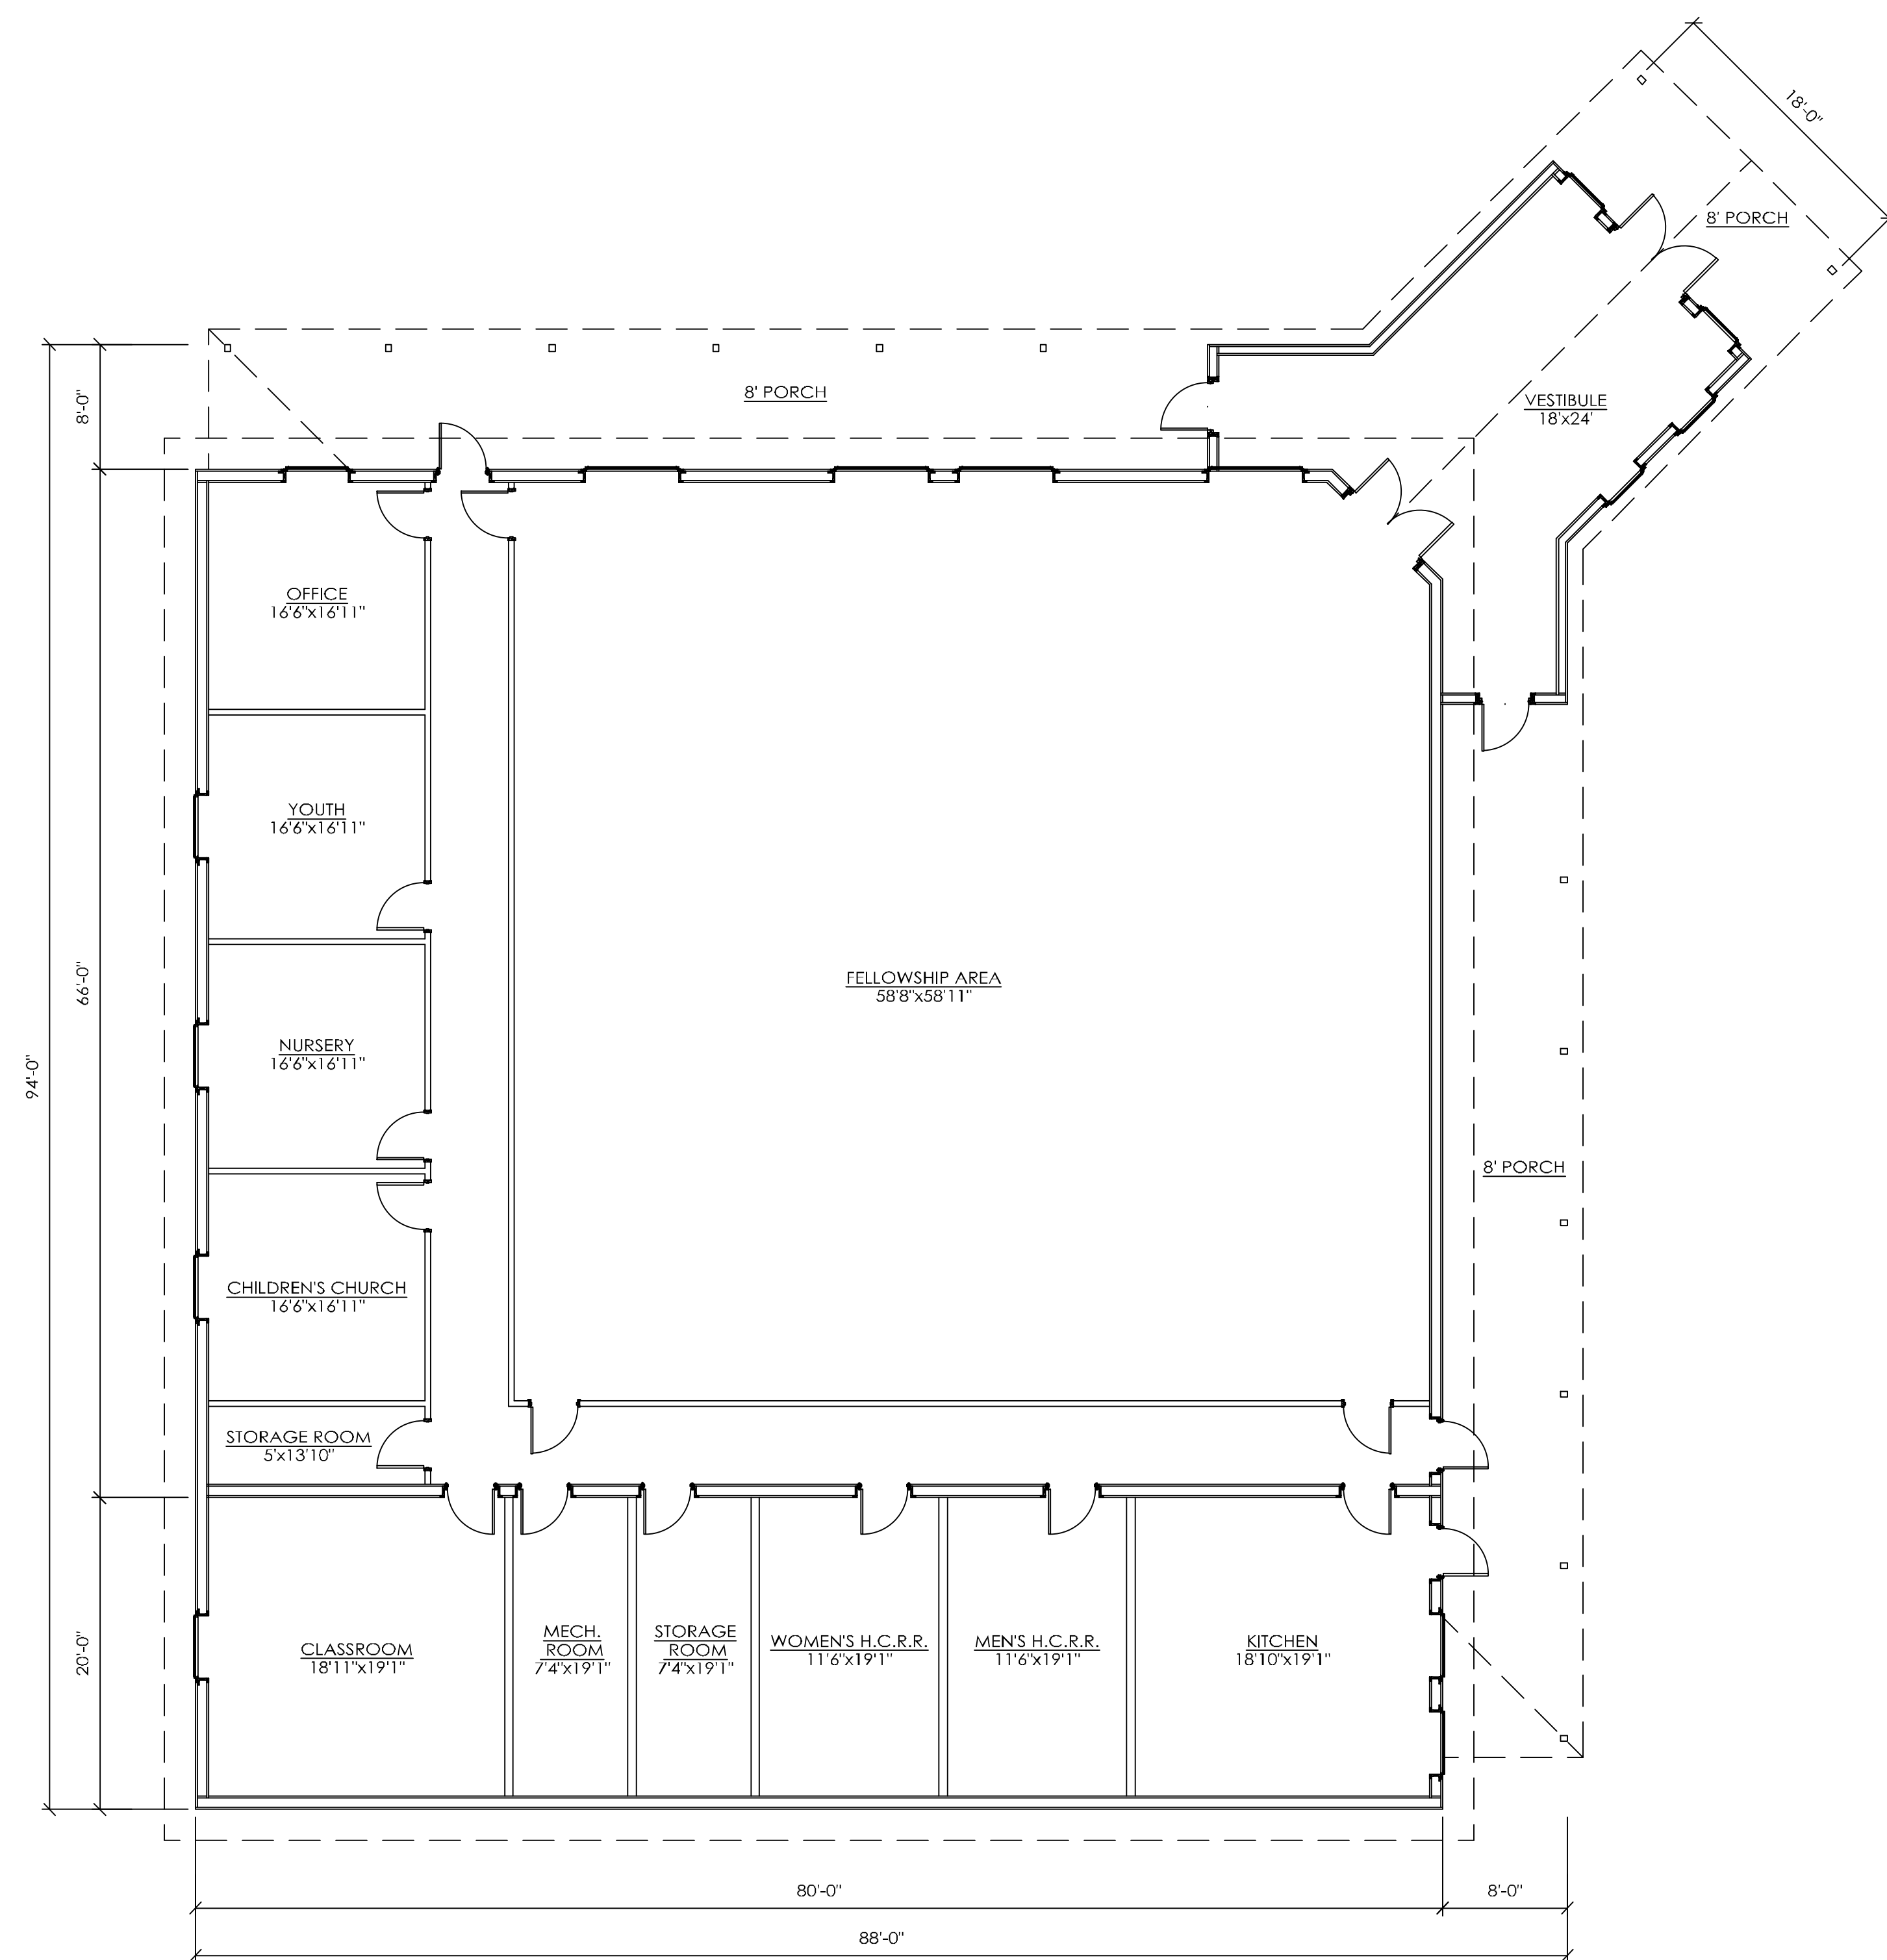 18'-0"
8' PORCH
8'-0"
8' PORCH
VESTIBULE
18'x24'
OFFICE
16'6"x16'11"
YOUTH
16'6"x16'11"
66'-0"
FELLOWSHIP AREA
58'8"x58'11"
NURSERY
16'6"x16'11"
94'-0"
8' PORCH
CHILDREN'S CHURCH
16'6"x16'11"
STORAGE ROOM
5'x13'10"
20'-0"
CLASSROOM
18'11"x19'1"
MECH.
ROOM
7'4"x19'1"
STORAGE
ROOM
7'4"x19'1"
WOMEN'S H.C.R.R.
11'6"x19'1"
MEN'S H.C.R.R.
11'6"x19'1"
KITCHEN
18'10"x19'1"
80'-0"
8'-0"
88'-0"